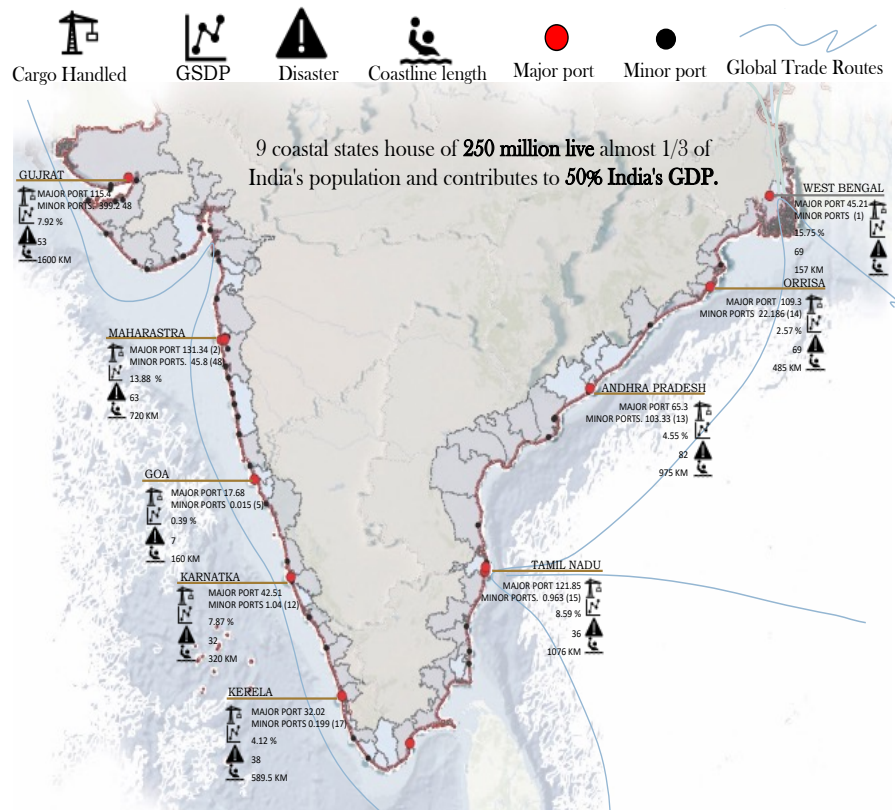 Cargo Handled
GSDP
Disaster
Coastline length
Major port
Minor port
Global Trade Routes
9 coastal states house of 250 million live almost 1/3 of
India's population and contributes to 50% India's GDP.
GUJRAT
MAJOR PORT 115.4
MINOR PORTS. 399.2 48
7.92 %
53
1600 KM
WEST BENGAL
MAJOR PORT 45.21
MINOR PORTS (1)
15.75 %
69
157 KM
ORRISA
MAJOR PORT 109.3
MINOR PORTS 22.186 (14)
2.57 %
69
485 KM
MAHARASTRA
MAJOR PORT 131.34 (2)
MINOR PORTS. 45.8 (48)
13.88 %
63
720 KM
ANDHRA PRADESH
MAJOR PORT 65.3
MINOR PORTS. 103.33 (13)
4.55 %
82
975 KM
GOA
MAJOR PORT 17.68
MINOR PORTS 0.015 (5)
0.39 %
7
160 KM
TAMIL NADU
MAJOR PORT 121.85
MINOR PORTS. 0.963 (15)
8.59 %
36
1076 KM
KARNATKA
MAJOR PORT 42.51
MINOR PORTS 1.04 (12)
7.87 %
32
320 KM
KERELA
MAJOR PORT 32.02
MINOR PORTS 0.199 (17)
4.12 %
38
589.5 KM